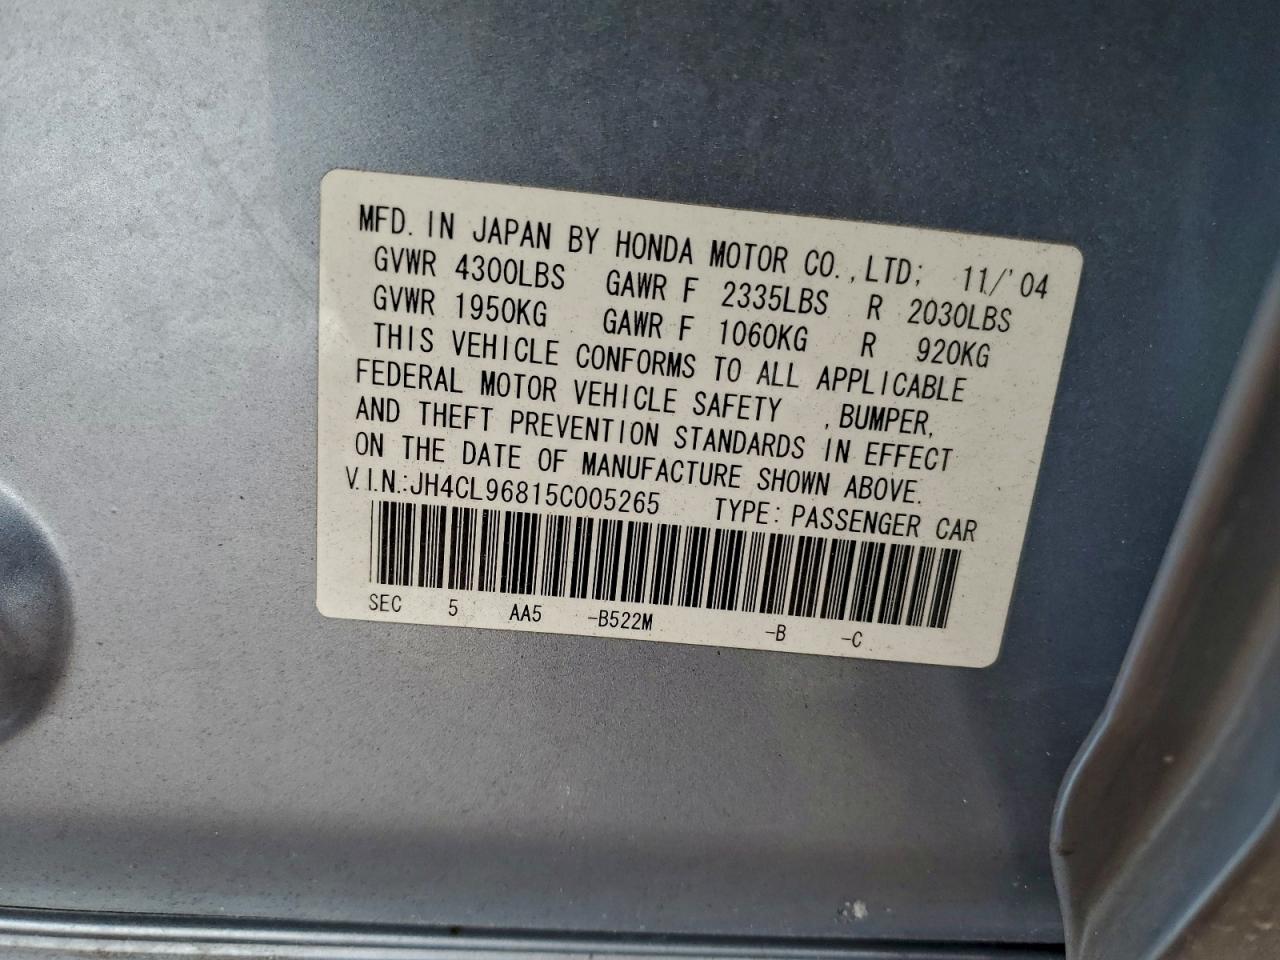 MFD. IN JAPAN BY HONDA MOTOR CO., LTD; 11/'04
GVWR 4300LBS GAWR F 2335LBS R 2030LBS
GVWR 1950KG GAWR F 1060KG R 920KG
THIS VEHICLE CONFORMS TO ALL APPLICABLE
FEDERAL MOTOR VEHICLE SAFETY , BUMPER,
AND THEFT PREVENTION STANDARDS IN EFFECT
ON THE DATE OF MANUFACTURE SHOWN ABOVE.
V.I.N.:JH4CL96815C005265 TYPE: PASSENGER CAR
SEC 5 AA5 -B522M -B -C